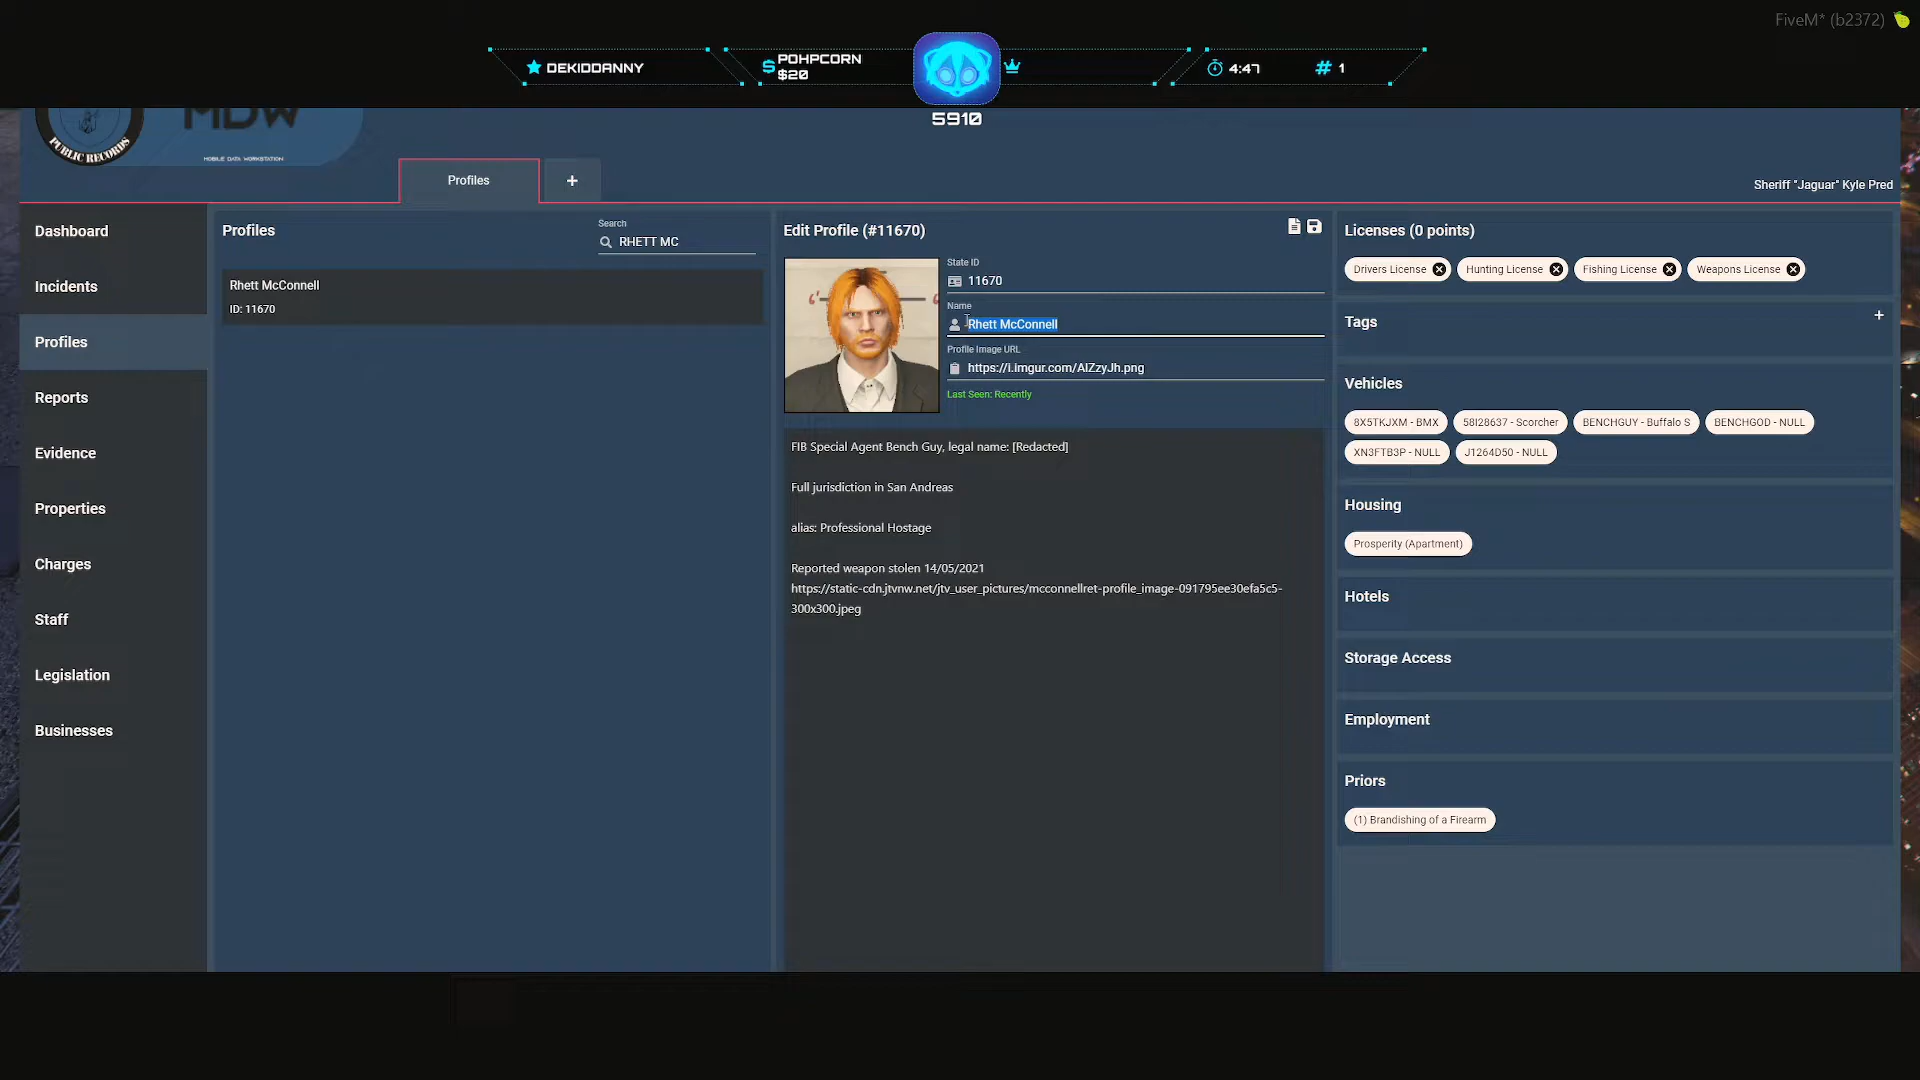 FiveM* (b2372)
DEKIDDANNY
POHPCORN
$20
4:47
# 1
5910
PUBLIC RECORDS
MDW
MOBILE DATA WORKSTATION
Profiles
+
Sheriff "Jaguar" Kyle Pred
Dashboard
Incidents
Profiles
Reports
Evidence
Properties
Charges
Staff
Legislation
Businesses
Profiles
Search
RHETT MC
Rhett McConnell
ID: 11670
Edit Profile (#11670)
State ID
11670
Name
Rhett McConnell
Profile Image URL
https://i.imgur.com/AIZzyJh.png
Last Seen: Recently
FIB Special Agent Bench Guy, legal name: [Redacted]
Full jurisdiction in San Andreas
alias: Professional Hostage
Reported weapon stolen 14/05/2021
https://static-cdn.jtvnw.net/jtv_user_pictures/mcconnellret-profile_image-091795ee30efa5c5-
300x300.jpeg
Licenses (0 points)
Drivers License Hunting License Fishing License Weapons License
Tags
+
Vehicles
8X5TKJXM - BMX 58I28637 - Scorcher BENCHGUY - Buffalo S BENCHGOD - NULL
XN3FTB3P - NULL J1264D50 - NULL
Housing
Prosperity (Apartment)
Hotels
Storage Access
Employment
Priors
(1) Brandishing of a Firearm